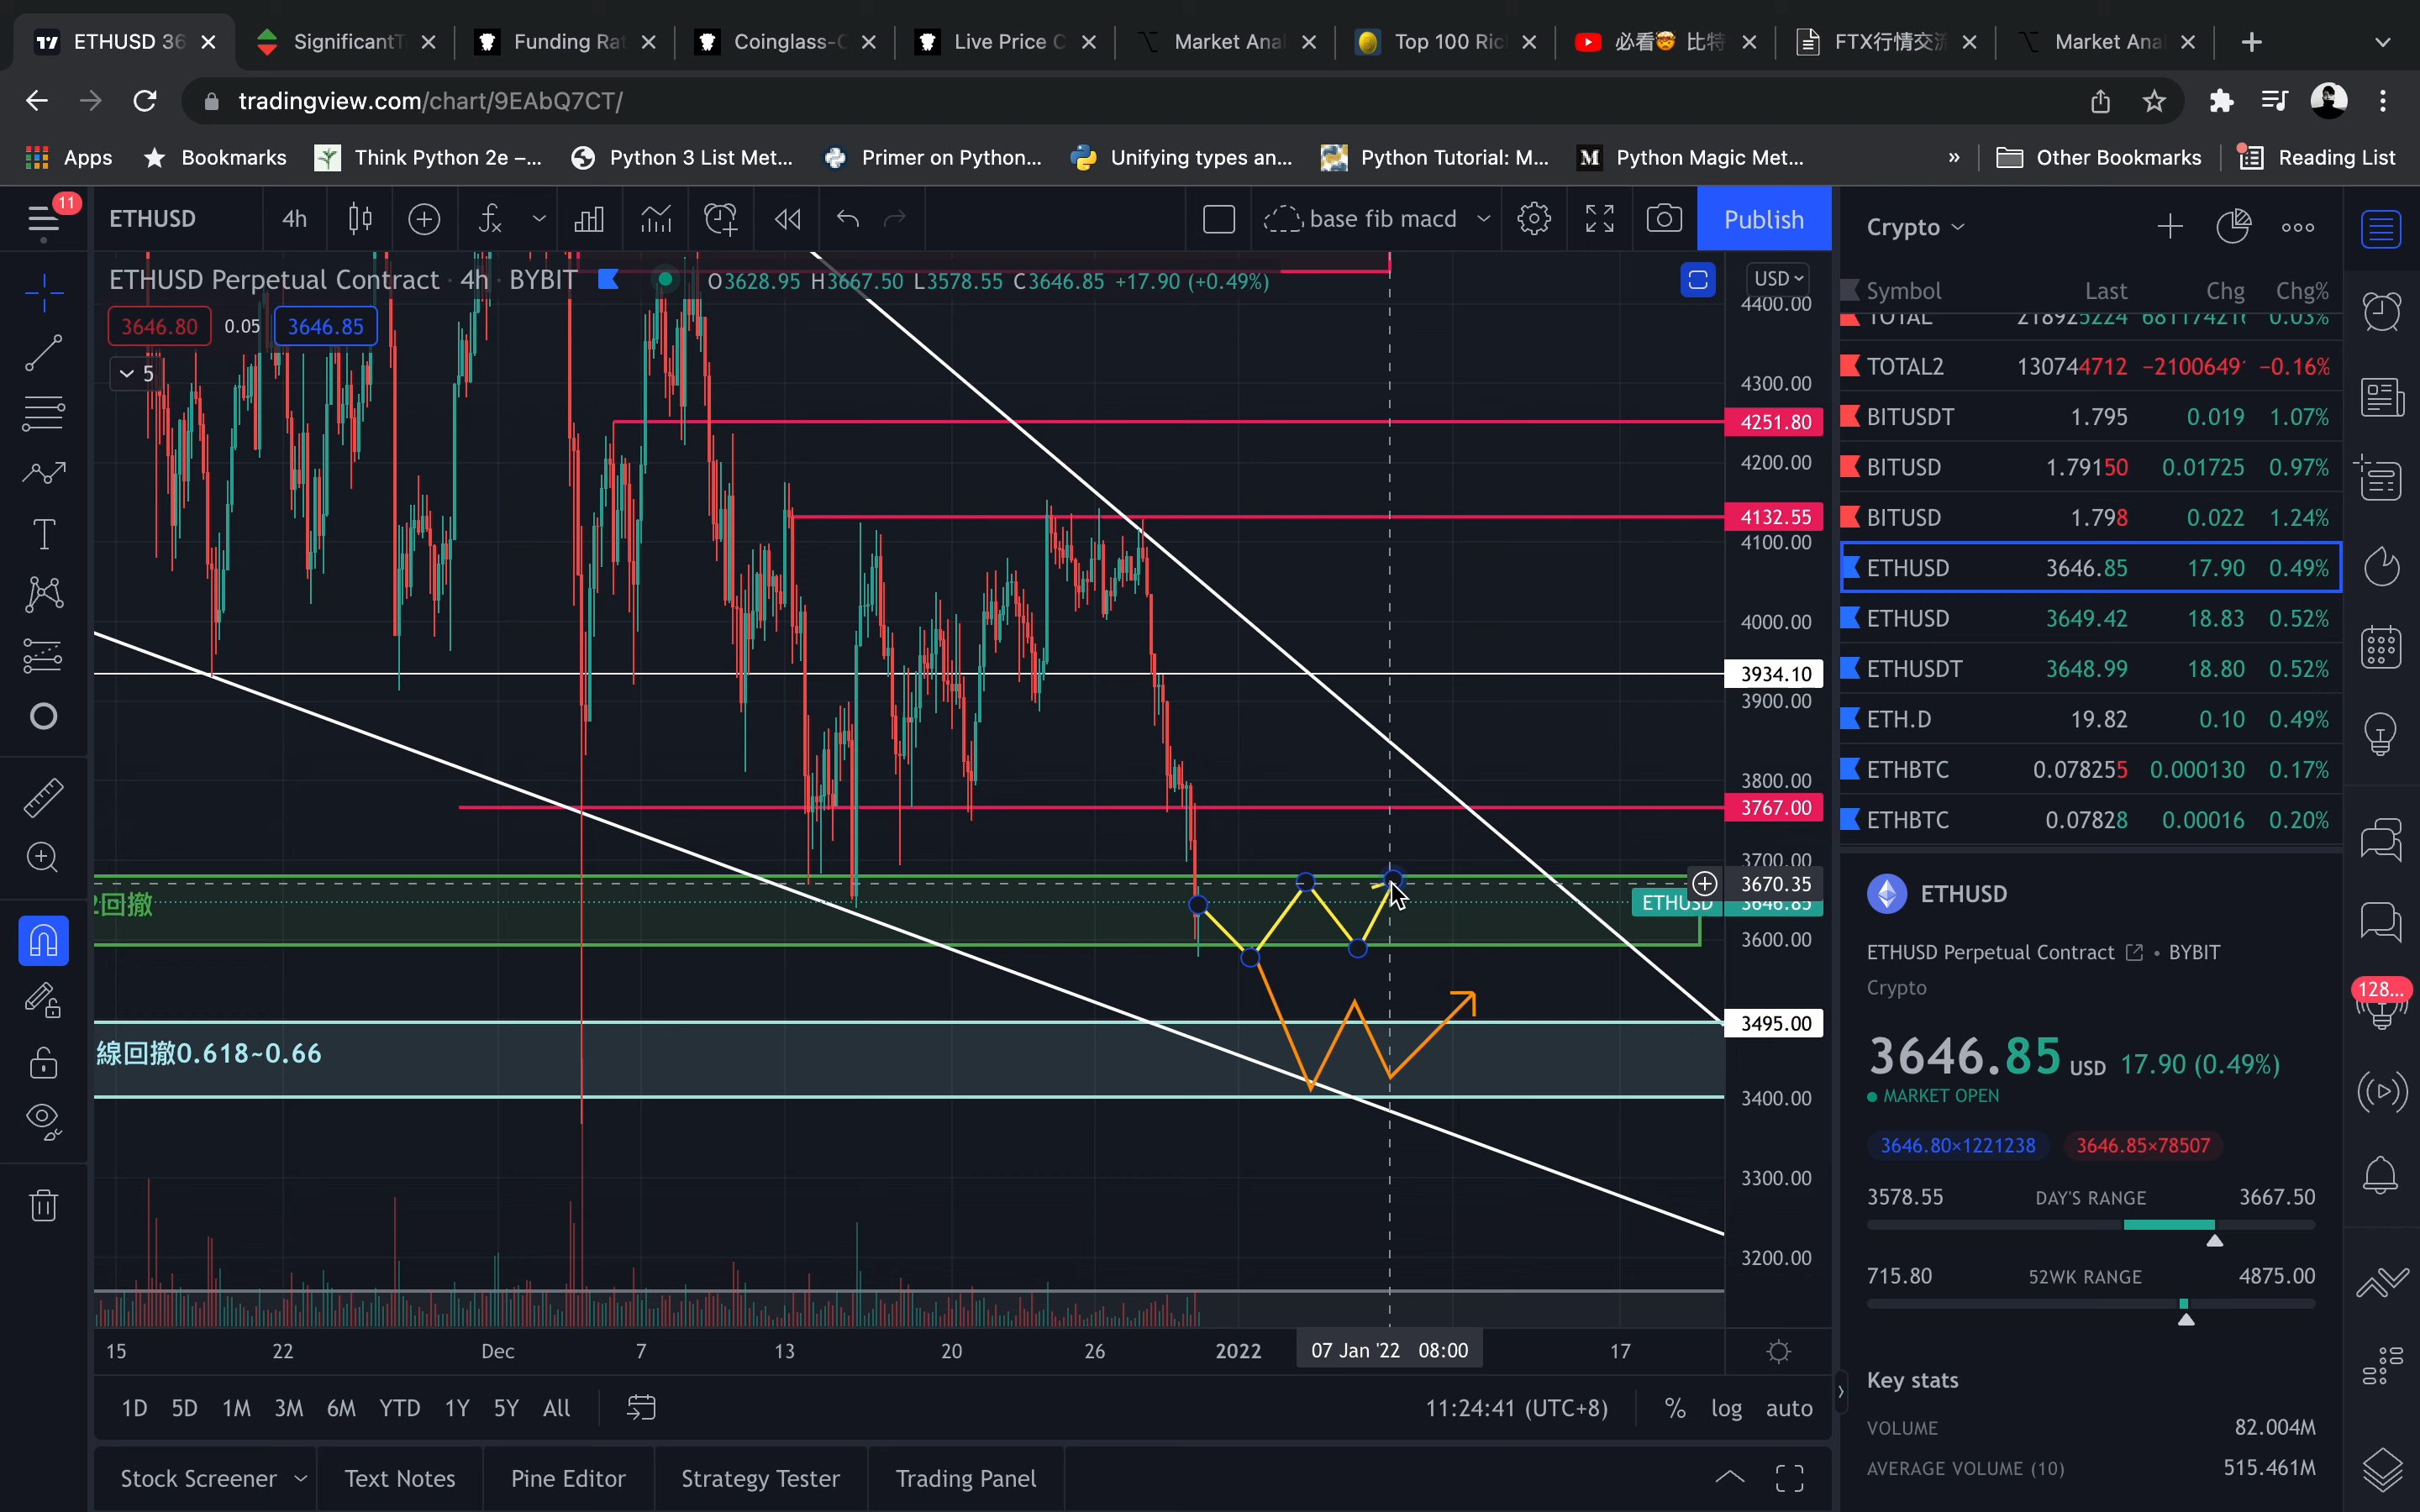 ETHUSD 36
SignificantT
Funding Rat
Coinglass-C
Live Price C
Market Anal
Top 100 Ric
必看🤯 比特
FTX行情交流
Market Anal
tradingview.com/chart/9EAbQ7CT/
Apps
Bookmarks
Think Python 2e –...
Python 3 List Met...
Primer on Python...
Unifying types an...
Python Tutorial: M...
Python Magic Met...
»
Other Bookmarks
Reading List
11
ETHUSD
4h
base fib macd
Publish
ETHUSD Perpetual Contract · 4h · BYBIT
O3628.95 H3667.50 L3578.55 C3646.85 +17.90 (+0.49%)
3646.80
0.05
3646.85
5
USD
4400.00
4300.00
4251.80
4200.00
4132.55
4100.00
4000.00
3934.10
3900.00
3800.00
3767.00
3700.00
3670.35
ETHUSD
3646.85
3600.00
3495.00
3400.00
3300.00
3200.00
2回撤
線回撤0.618~0.66
15
22
Dec
7
13
20
26
2022
07 Jan '22 08:00
17
1D
5D
1M
3M
6M
YTD
1Y
5Y
All
11:24:41 (UTC+8)
%
log
auto
Stock Screener
Text Notes
Pine Editor
Strategy Tester
Trading Panel
Crypto
Symbol Last Chg Chg%
TOTAL 0.03%
TOTAL2 130744712 −2100649 −0.16%
BITUSDT 1.795 0.019 1.07%
BITUSD 1.79150 0.01725 0.97%
BITUSD 1.798 0.022 1.24%
ETHUSD 3646.85 17.90 0.49%
ETHUSD 3649.42 18.83 0.52%
ETHUSDT 3648.99 18.80 0.52%
ETH.D 19.82 0.10 0.49%
ETHBTC 0.078255 0.000130 0.17%
ETHBTC 0.07828 0.00016 0.20%
ETHUSD
ETHUSD Perpetual Contract • BYBIT
Crypto
3646.85 USD 17.90 (0.49%)
MARKET OPEN
3646.80×1221238
3646.85×78507
3578.55 DAY'S RANGE 3667.50
715.80 52WK RANGE 4875.00
Key stats
VOLUME 82.004M
AVERAGE VOLUME (10) 515.461M
128...